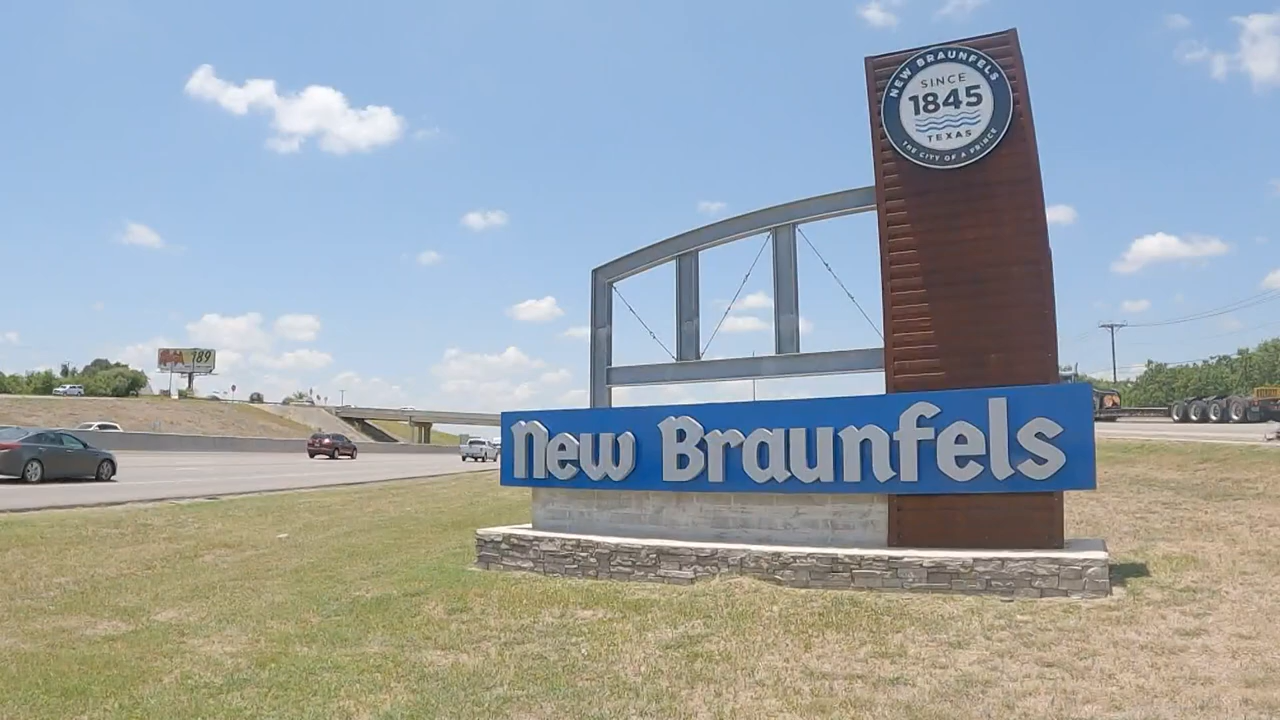 NEW BRAUNFELS
SINCE
1845
TEXAS
THE CITY OF A PRINCE
New Braunfels
189